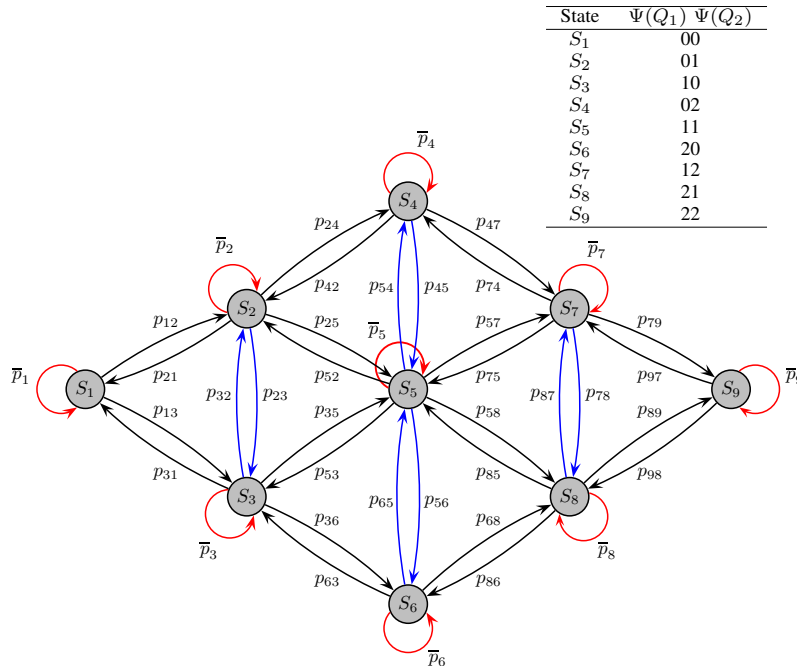 State Ψ(Q₁) Ψ(Q₂)
S₁ 00
S₂ 01
S₃ 10
S₄ 02
S₅ 11
S₆ 20
S₇ 12
S₈ 21
S₉ 22
p̅₄
S₄
p₂₄ p₄₇
p̅₂ p̅₇
p₄₂ p₅₄ p₄₅ p₇₄
S₂ S₇
p₁₂ p₂₅ p̅₅ p₅₇ p₇₉
p₂₁ p₅₂ p₇₅ p₉₇
p̅₁ S₁ S₅ S₉
p₁₃ p₃₂ p₂₃ p₃₅ p₅₈ p₈₇ p₇₈ p₈₉
p₃₁ p₅₃ p₈₅ p₉₈
S₃ S₈
p₃₆ p₆₅ p₅₆ p₆₈
p̅₃ p̅₈
p₆₃ p₈₆
S₆
p̅₆